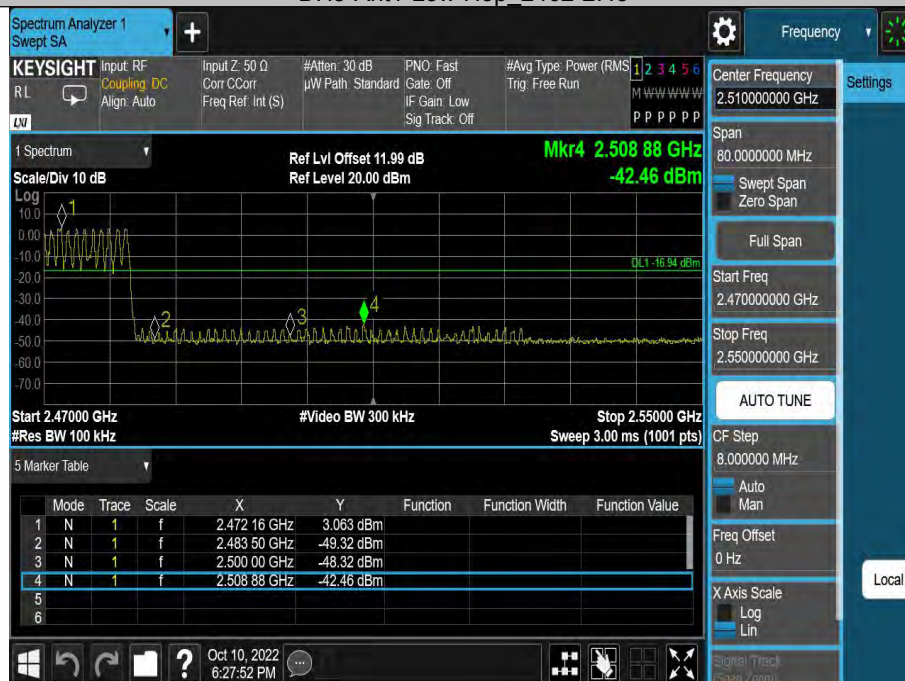 Spectrum Analyzer 1
Swept SA
Frequency
KEYSIGHT
RL
LXI
Input: RF
Coupling: DC
Align: Auto
Input Z: 50 Ω
Corr CCorr
Freq Ref: Int (S)
#Atten: 30 dB
µW Path: Standard
PNO: Fast
Gate: Off
IF Gain: Low
Sig Track: Off
#Avg Type: Power (RMS
Trig: Free Run
1 2 3 4 5 6
M W W W W W
P P P P P P
Center Frequency
2.510000000 GHz
Settings
Span
80.0000000 MHz
Swept Span
Zero Span
Full Span
Start Freq
2.470000000 GHz
Stop Freq
2.550000000 GHz
AUTO TUNE
CF Step
8.000000 MHz
Auto
Man
Freq Offset
0 Hz
X Axis Scale
Log
Lin
Signal Track
(Span Zoom)
Local
1 Spectrum
Scale/Div 10 dB
Ref Lvl Offset 11.99 dB
Ref Level 20.00 dBm
Mkr4 2.508 88 GHz
-42.46 dBm
Log
10.0
0.00
-10.0
-20.0
-30.0
-40.0
-50.0
-60.0
-70.0
1
2
3
4
DL1 -16.94 dBm
Start 2.47000 GHz
#Res BW 100 kHz
#Video BW 300 kHz
Stop 2.55000 GHz
Sweep 3.00 ms (1001 pts)
5 Marker Table
Mode Trace Scale X Y Function Function Width Function Value
1 N 1 f 2.472 16 GHz 3.063 dBm
2 N 1 f 2.483 50 GHz -49.32 dBm
3 N 1 f 2.500 00 GHz -48.32 dBm
4 N 1 f 2.508 88 GHz -42.46 dBm
5
6
?
Oct 10, 2022
6:27:52 PM